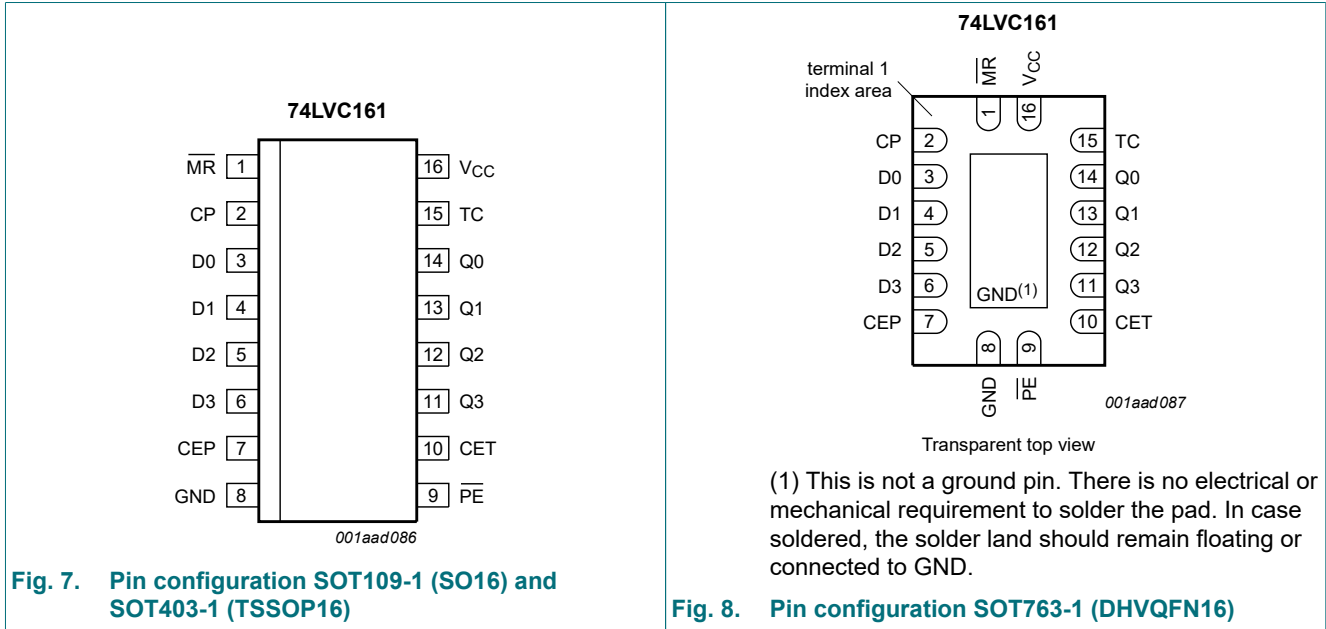 74LVC161
MR 1 16 VCC
CP 2 15 TC
D0 3 14 Q0
D1 4 13 Q1
D2 5 12 Q2
D3 6 11 Q3
CEP 7 10 CET
GND 8 9 PE
001aad086
Fig. 7. Pin configuration SOT109-1 (SO16) and
SOT403-1 (TSSOP16)
74LVC161
terminal 1
index area
MR VCC
1 16
CP 2 15 TC
D0 3 14 Q0
D1 4 13 Q1
D2 5 12 Q2
D3 6 11 Q3
GND(1)
CEP 7 10 CET
8 9
GND PE
001aad087
Transparent top view
(1) This is not a ground pin. There is no electrical or
mechanical requirement to solder the pad. In case
soldered, the solder land should remain floating or
connected to GND.
Fig. 8. Pin configuration SOT763-1 (DHVQFN16)